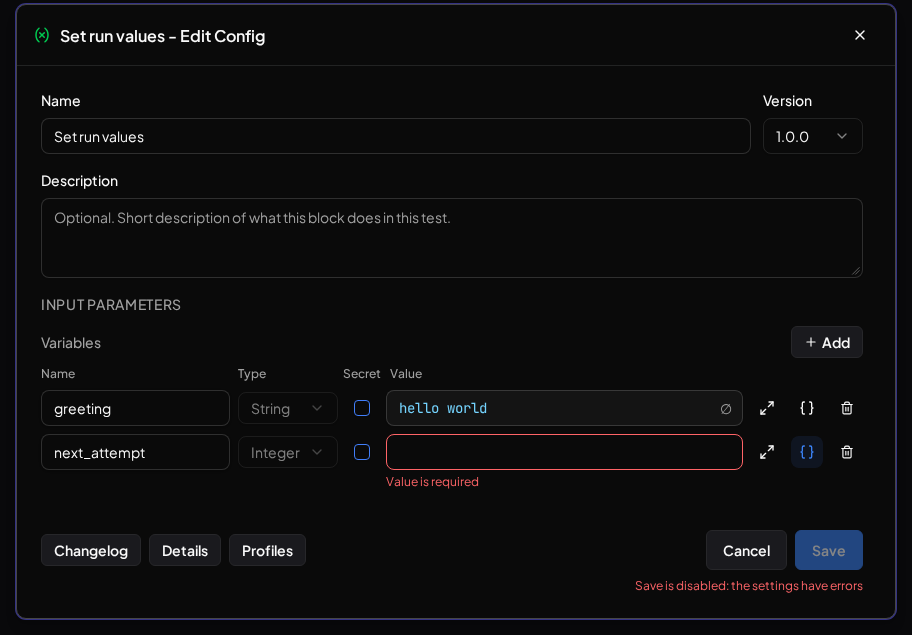 Set run values - Edit Config
Name
Version
Set run values
1.0.0
Description
Optional. Short description of what this block does in this test.
INPUT PARAMETERS
Variables
+ Add
Name Type Secret Value
greeting String hello world ∅ {}
next_attempt Integer {}
Value is required
Changelog Details Profiles Cancel Save
Save is disabled: the settings have errors